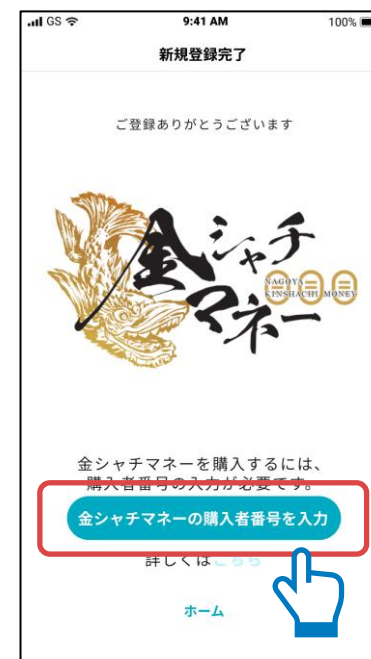 GS 9:41 AM 100%
新規登録完了
ご登録ありがとうございます
金シャチ
マネー
NAGOYA
KINSHACHI MONEY
金シャチマネーを購入するには、
購入者番号の入力が必要です。
金シャチマネーの購入者番号を入力
詳しくはこちら
ホーム